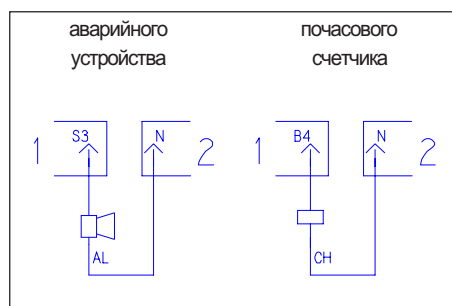 аварийного
устройства
почасового
счетчика
1 S3 N 2
AL
1 B4 N 2
CH